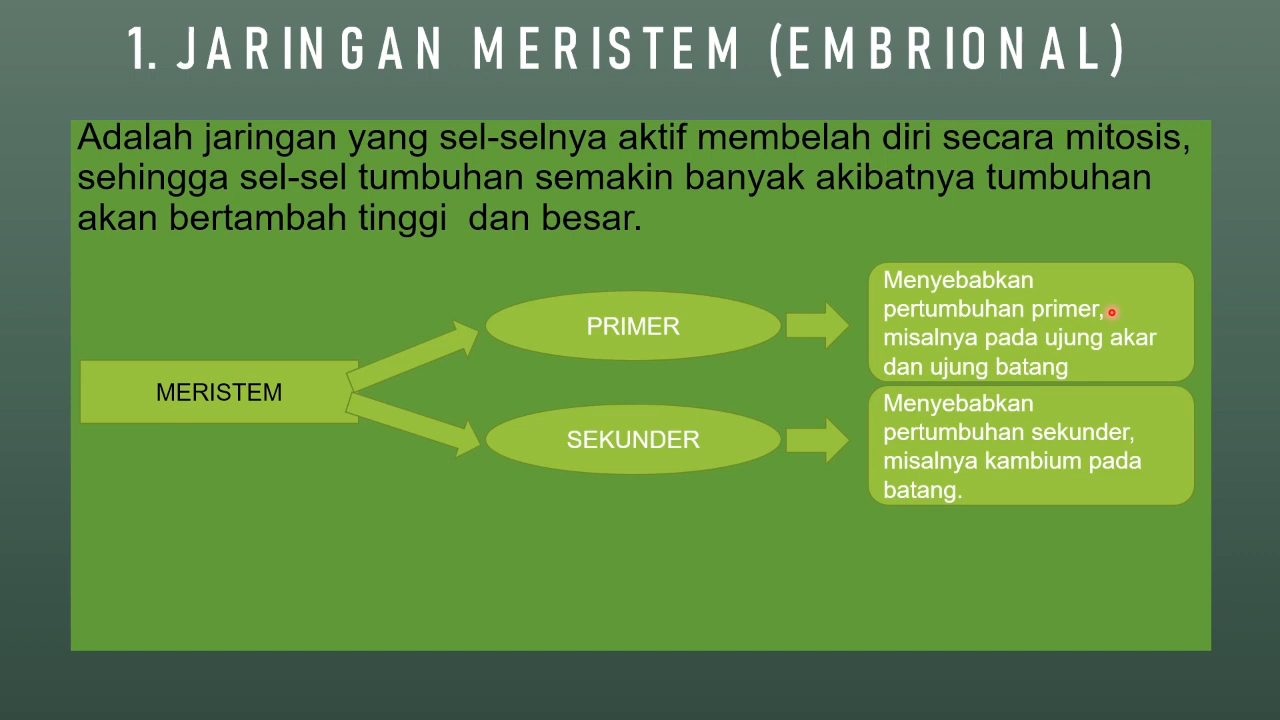 1. JARINGAN MERISTEM (EMBRIONAL)
Adalah jaringan yang sel-selnya aktif membelah diri secara mitosis,
sehingga sel-sel tumbuhan semakin banyak akibatnya tumbuhan
akan bertambah tinggi  dan besar.
MERISTEM
PRIMER
Menyebabkan
pertumbuhan primer,
misalnya pada ujung akar
dan ujung batang
SEKUNDER
Menyebabkan
pertumbuhan sekunder,
misalnya kambium pada
batang.